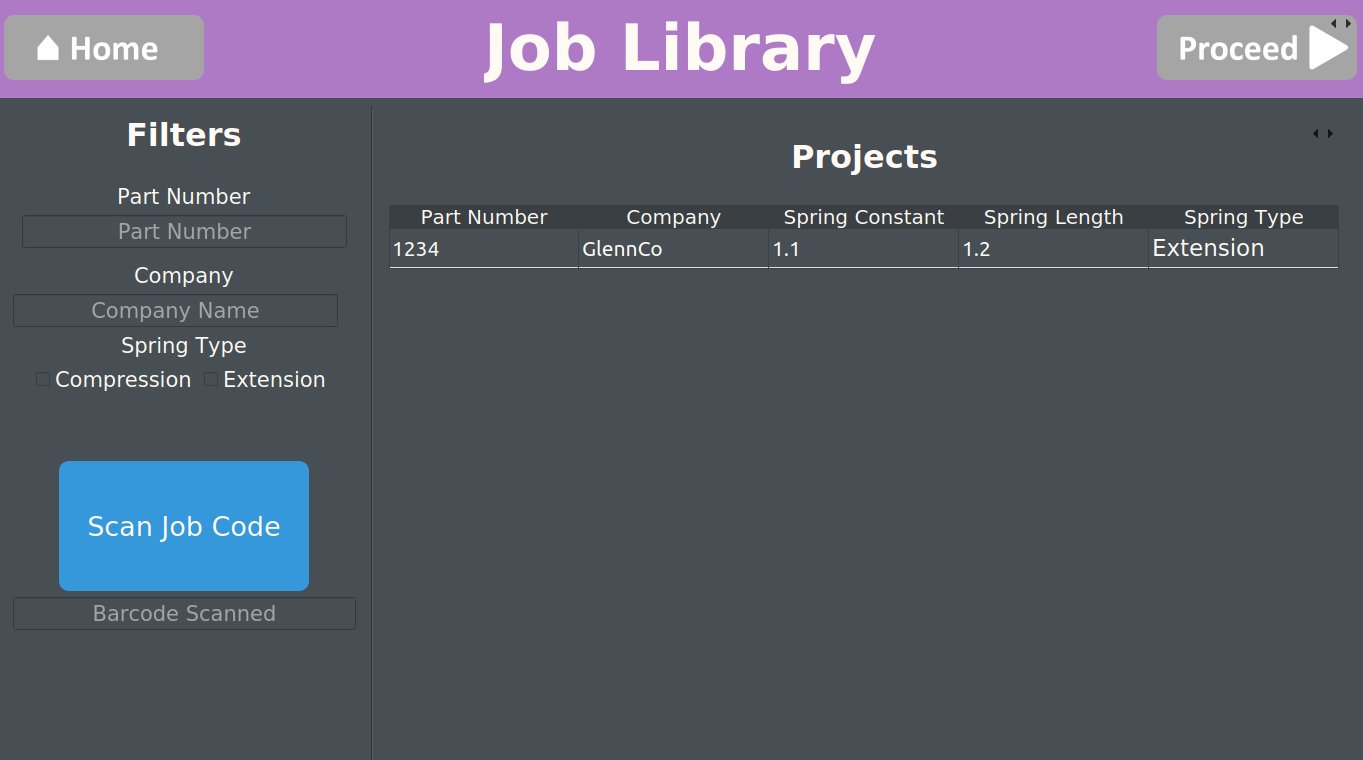 Home
Job Library
Proceed
Filters
Part Number
Part Number
Company
Company Name
Spring Type
Compression Extension
Scan Job Code
Barcode Scanned
Projects
Part Number Company Spring Constant Spring Length Spring Type
1234 GlennCo 1.1 1.2 Extension